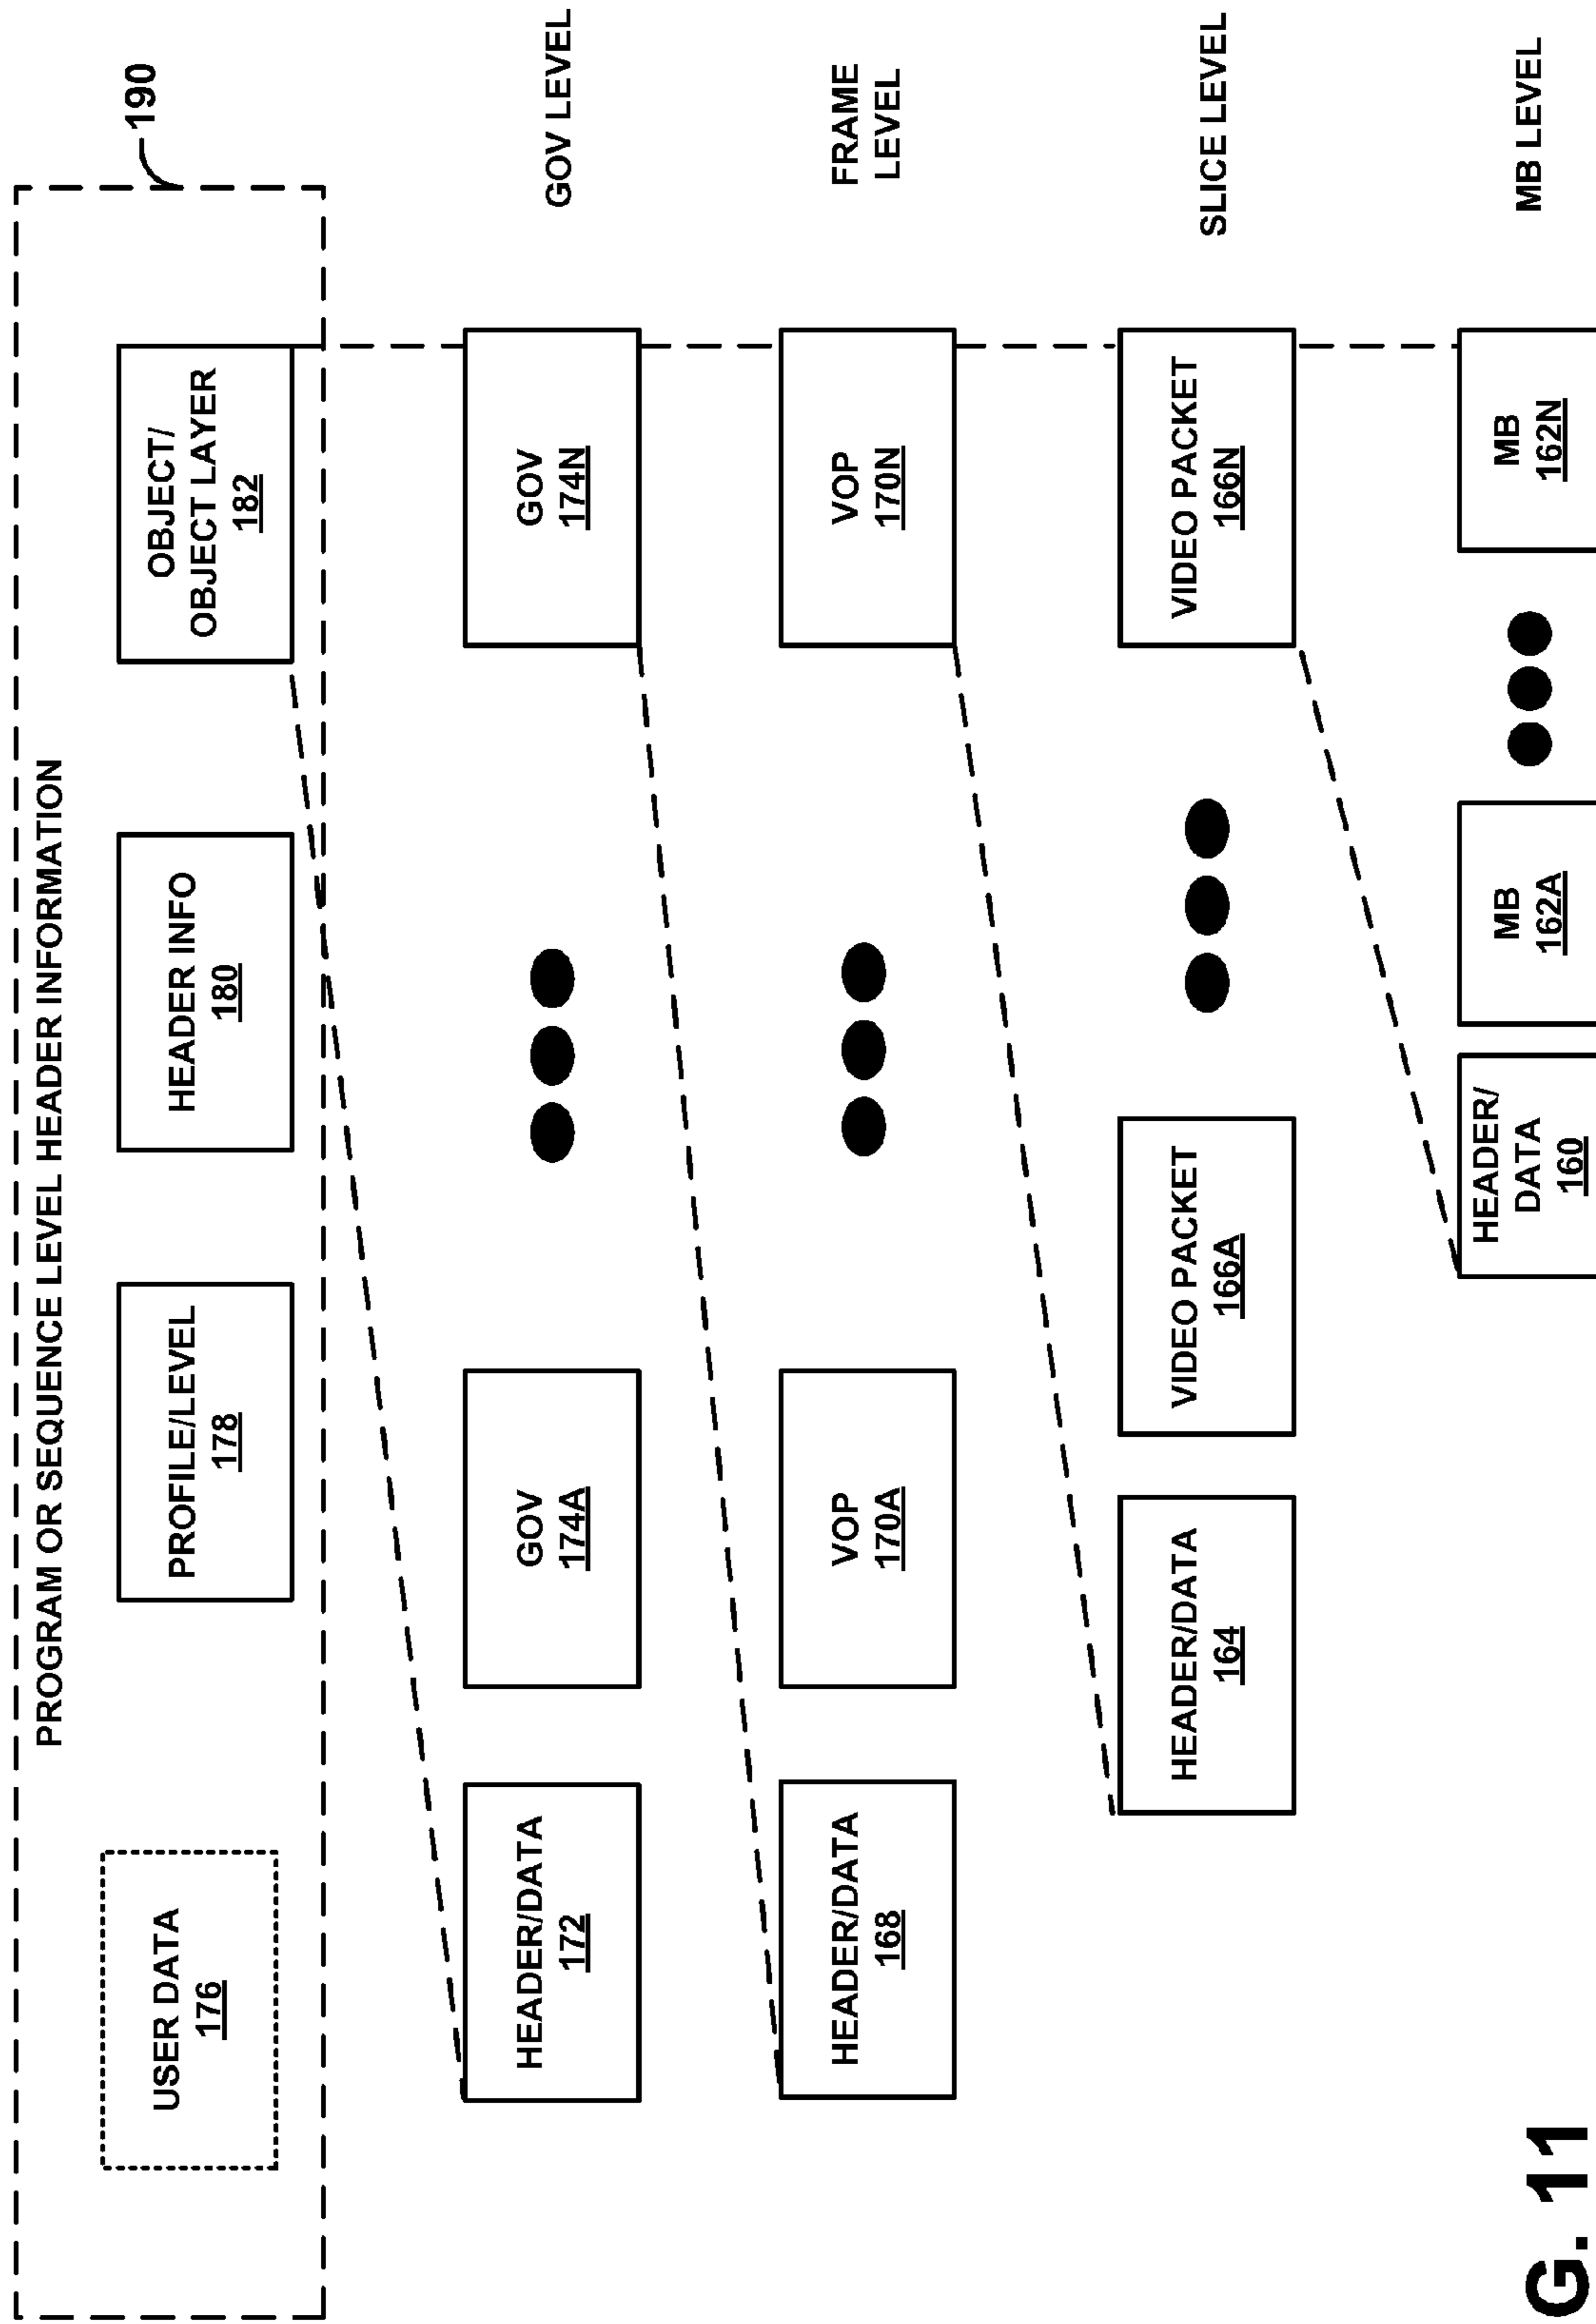 PROGRAM OR SEQUENCE LEVEL HEADER INFORMATION
190
USER DATA
176
PROFILE/LEVEL
178
HEADER INFO
180
OBJECT/
OBJECT LAYER
182
HEADER/DATA
172
GOV
174A
GOV
174N
GOV LEVEL
HEADER/DATA
168
VOP
170A
VOP
170N
FRAME
LEVEL
HEADER/DATA
164
VIDEO PACKET
166A
VIDEO PACKET
166N
SLICE LEVEL
HEADER/
DATA
160
MB
162A
MB
162N
MB LEVEL
G. 11